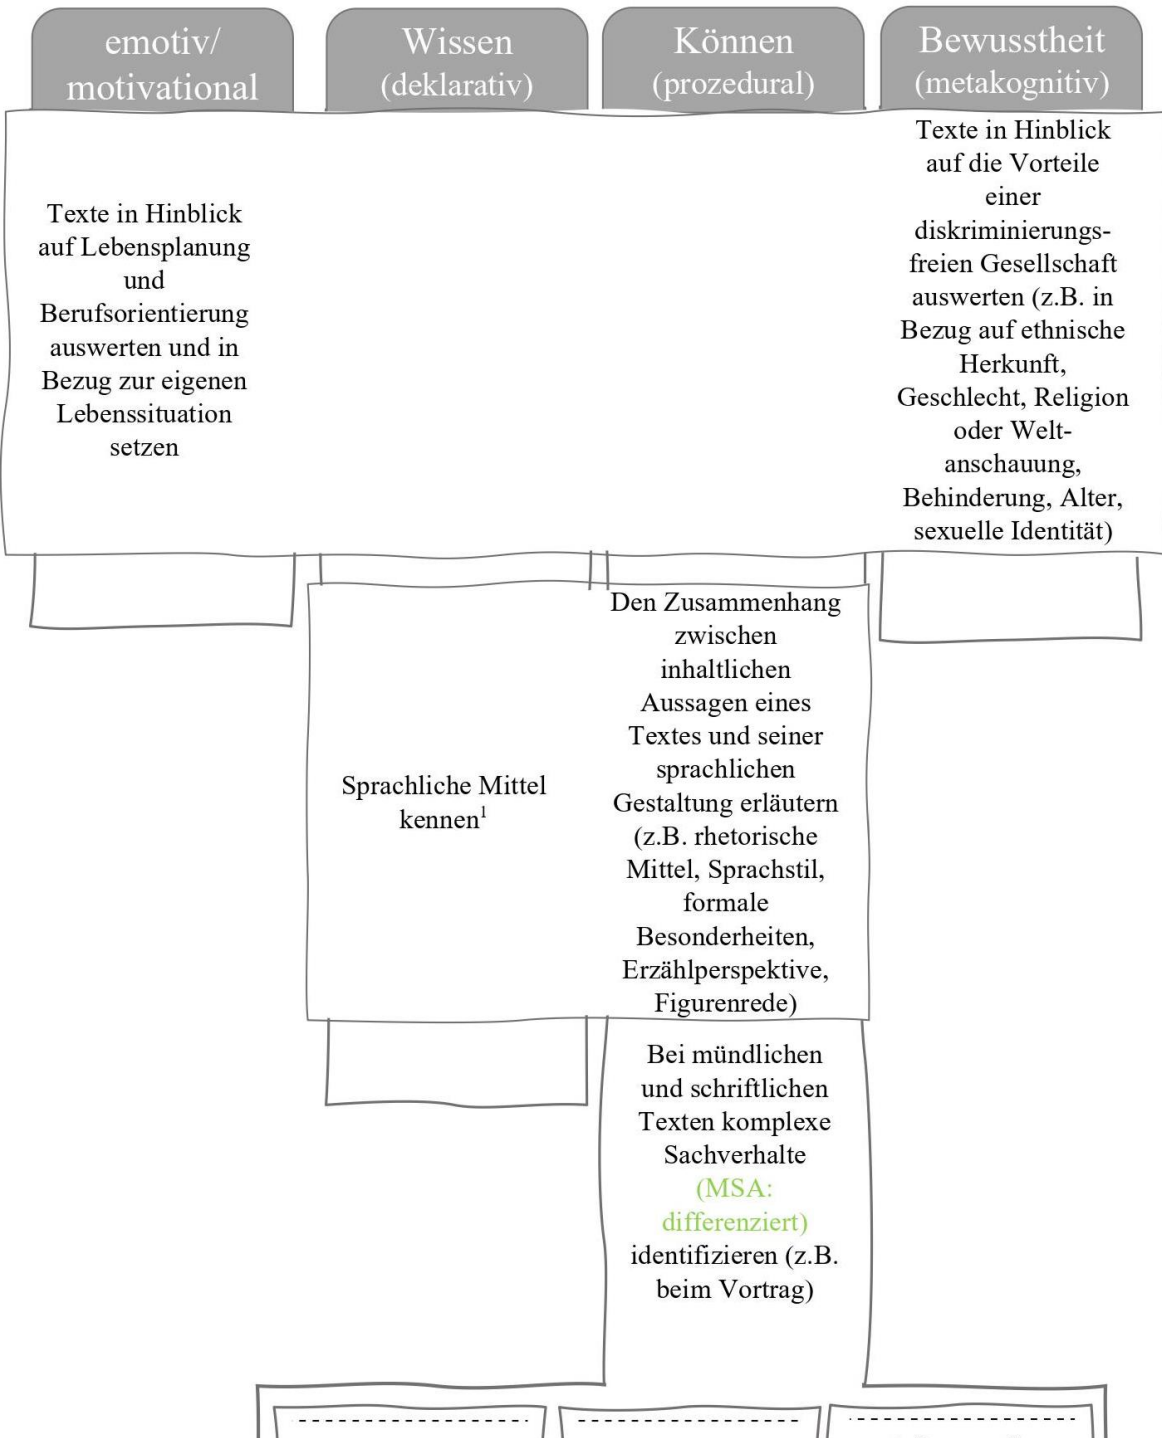 emotiv/
motivational
Wissen
(deklarativ)
Können
(prozedural)
Bewusstheit
(metakognitiv)
Texte in Hinblick
auf Lebensplanung
und
Berufsorientierung
auswerten und in
Bezug zur eigenen
Lebenssituation
setzen
Texte in Hinblick
auf die Vorteile
einer
diskriminierungs-
freien Gesellschaft
auswerten (z.B. in
Bezug auf ethnische
Herkunft,
Geschlecht, Religion
oder Welt-
anschauung,
Behinderung, Alter,
sexuelle Identität)
Sprachliche Mittel
kennen¹
Den Zusammenhang
zwischen
inhaltlichen
Aussagen eines
Textes und seiner
sprachlichen
Gestaltung erläutern
(z.B. rhetorische
Mittel, Sprachstil,
formale
Besonderheiten,
Erzählperspektive,
Figurenrede)
Bei mündlichen
und schriftlichen
Texten komplexe
Sachverhalte
(MSA:
differenziert)
identifizieren (z.B.
beim Vortrag)